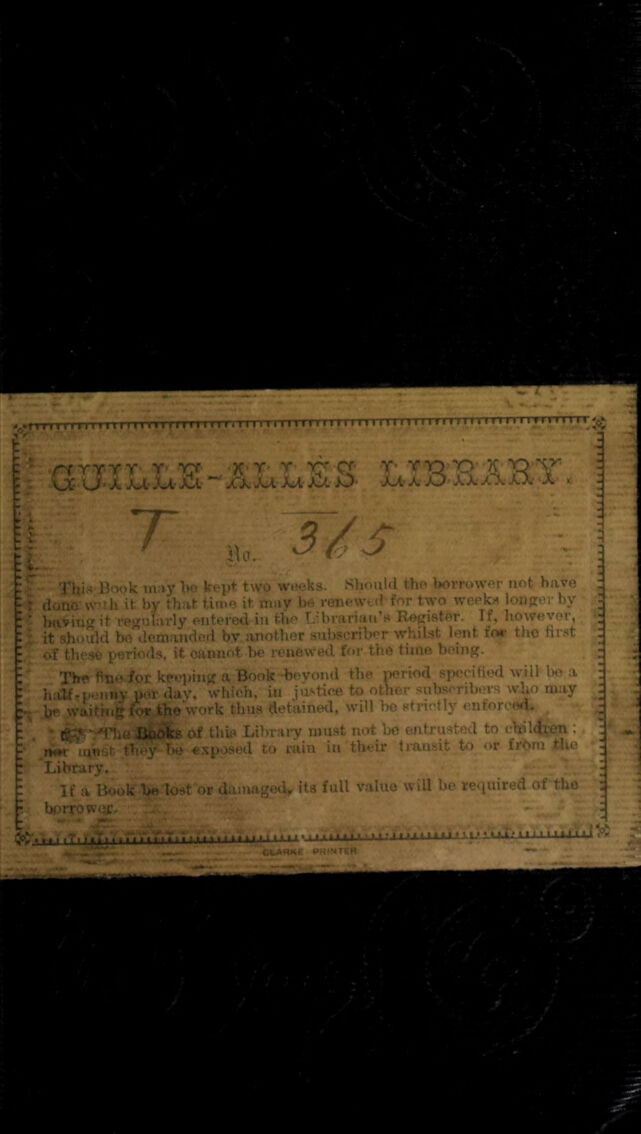 GUILLE-ALLÈS LIBRARY.
T No. 365
This Book may be kept two weeks. Should the borrower not have
done with it by that time it may be renewed for two weeks longer by
having it regularly entered in the Librarian's Register. If, however,
it should be demanded by another subscriber whilst lent for the first
of these periods, it cannot be renewed for the time being.
The fine for keeping a Book beyond the period specified will be a
half-penny per day, which, in justice to other subscribers who may
be waiting for the work thus detained, will be strictly enforced.
☞ The Books of this Library must not be entrusted to children;
nor must they be exposed to rain in their transit to or from the
Library.
If a Book be lost or damaged, its full value will be required of the
borrower.
CLARKE PRINTER